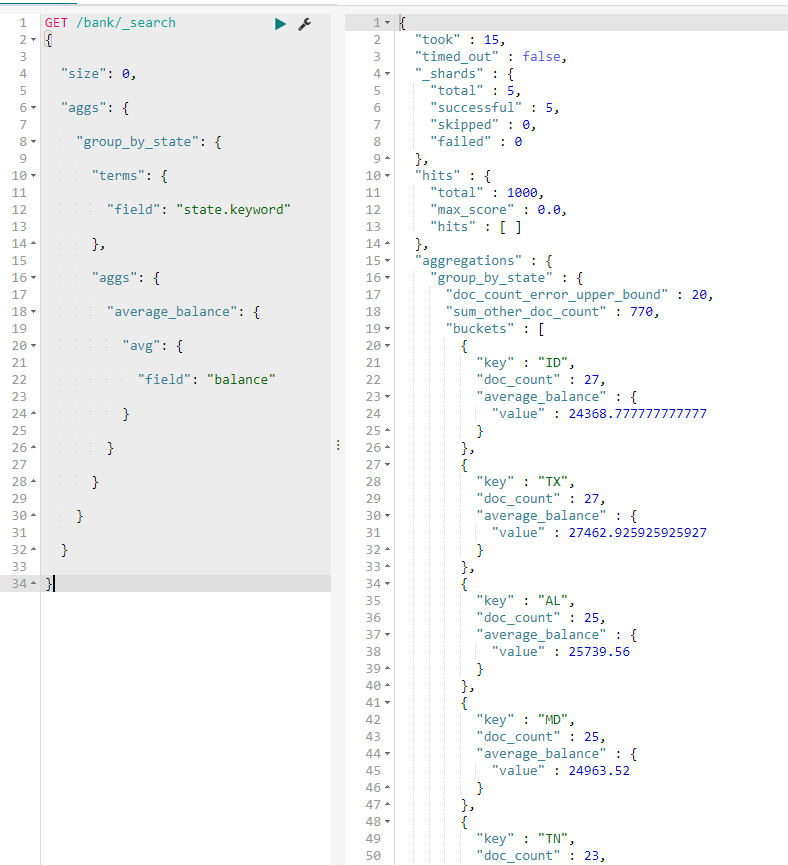 1 GET /bank/_search
2 {
3
4 "size": 0,
5
6 "aggs": {
7
8 "group_by_state": {
9
10 "terms": {
11
12 "field": "state.keyword"
13
14 },
15
16 "aggs": {
17
18 "average_balance": {
19
20 "avg": {
21
22 "field": "balance"
23
24 }
25
26 }
27
28 }
29
30 }
31
32 }
33
34 }
1 {
2 "took" : 15,
3 "timed_out" : false,
4 "_shards" : {
5 "total" : 5,
6 "successful" : 5,
7 "skipped" : 0,
8 "failed" : 0
9 },
10 "hits" : {
11 "total" : 1000,
12 "max_score" : 0.0,
13 "hits" : [ ]
14 },
15 "aggregations" : {
16 "group_by_state" : {
17 "doc_count_error_upper_bound" : 20,
18 "sum_other_doc_count" : 770,
19 "buckets" : [
20 {
21 "key" : "ID",
22 "doc_count" : 27,
23 "average_balance" : {
24 "value" : 24368.777777777777
25 }
26 },
27 {
28 "key" : "TX",
29 "doc_count" : 27,
30 "average_balance" : {
31 "value" : 27462.925925925927
32 }
33 },
34 {
35 "key" : "AL",
36 "doc_count" : 25,
37 "average_balance" : {
38 "value" : 25739.56
39 }
40 },
41 {
42 "key" : "MD",
43 "doc_count" : 25,
44 "average_balance" : {
45 "value" : 24963.52
46 }
47 },
48 {
49 "key" : "TN",
50 "doc_count" : 23,